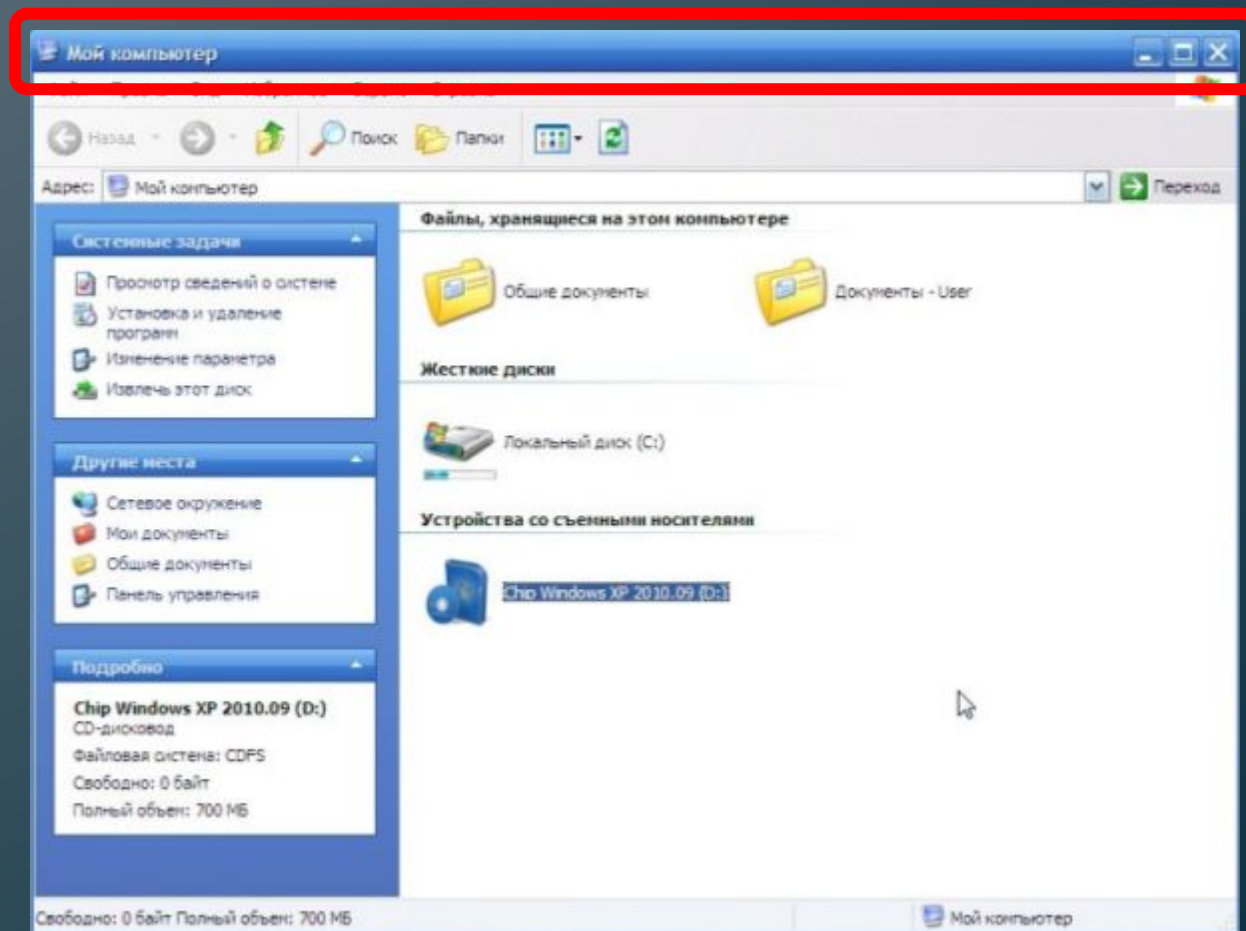 Мой компьютер
Назад
Поиск
Папки
Адрес:
Мой компьютер
Переход
Системные задачи
Просмотр сведений о системе
Установка и удаление
программ
Изменение параметра
Извлечь этот диск
Другие места
Сетевое окружение
Мои документы
Общие документы
Панель управления
Подробно
Chip Windows XP 2010.09 (D:)
CD-дисковод
Файловая система: CDFS
Свободно: 0 байт
Полный объем: 700 МБ
Файлы, хранящиеся на этом компьютере
Общие документы
Документы - User
Жесткие диски
Локальный диск (C:)
Устройства со съемными носителями
Chip Windows XP 2010.09 (D:)
Свободно: 0 байт Полный объем: 700 МБ
Мой компьютер